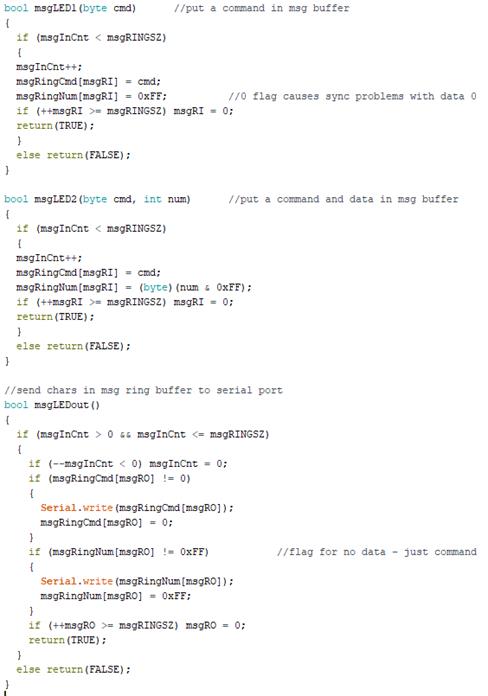 bool msgLED1(byte cmd)      //put a command in msg buffer
{
  if (msgInCnt < msgRINGSZ)
  {
  msgInCnt++;
  msgRingCmd[msgRI] = cmd;
  msgRingNum[msgRI] = 0xFF;         //0 flag causes sync problems with data 0
  if (++msgRI >= msgRINGSZ) msgRI = 0;
  return(TRUE);
  }
  else return(FALSE);
}

bool msgLED2(byte cmd, int num)      //put a command and data in msg buffer
{
  if (msgInCnt < msgRINGSZ)
  {
  msgInCnt++;
  msgRingCmd[msgRI] = cmd;
  msgRingNum[msgRI] = (byte)(num & 0xFF);
  if (++msgRI >= msgRINGSZ) msgRI = 0;
  return(TRUE);
  }
  else return(FALSE);
}

//send chars in msg ring buffer to serial port
bool msgLEDout()
{
  if (msgInCnt > 0 && msgInCnt <= msgRINGSZ)
  {
    if (--msgInCnt < 0) msgInCnt = 0;
    if (msgRingCmd[msgRO] != 0)
    {
      Serial.write(msgRingCmd[msgRO]);
      msgRingCmd[msgRO] = 0;
    }
    if (msgRingNum[msgRO] != 0xFF)          //flag for no data - just command
    {
      Serial.write(msgRingNum[msgRO]);
      msgRingNum[msgRO] = 0xFF;
    }
    if (++msgRO >= msgRINGSZ) msgRO = 0;
    return(TRUE);
  }
  else return(FALSE);
}